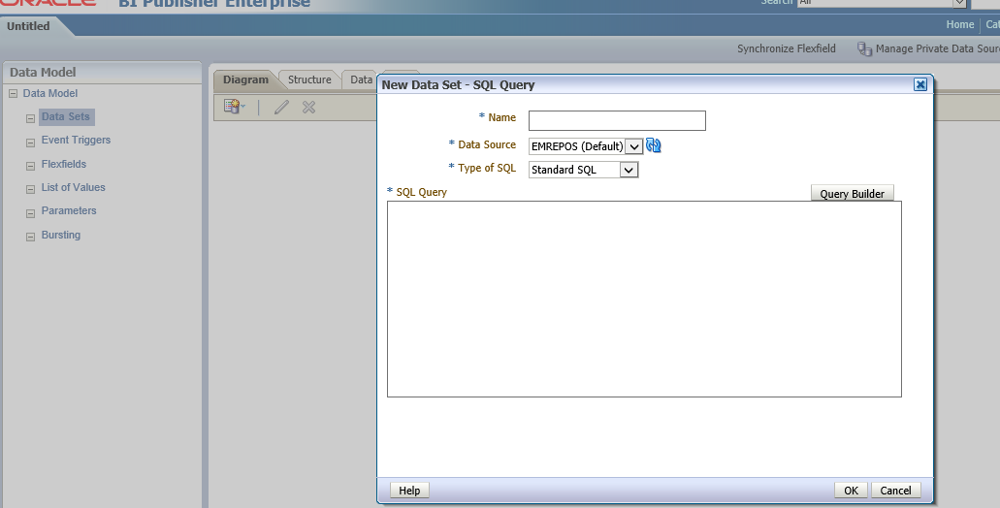 ORACLE BI Publisher Enterprise
Search All
Untitled
Home Cat
Synchronize Flexfield Manage Private Data Sour
Data Model
Diagram Structure Data
Data Model
Data Sets
Event Triggers
Flexfields
List of Values
Parameters
Bursting
New Data Set - SQL Query
* Name
* Data Source EMREPOS (Default)
* Type of SQL Standard SQL
* SQL Query Query Builder
Help OK Cancel